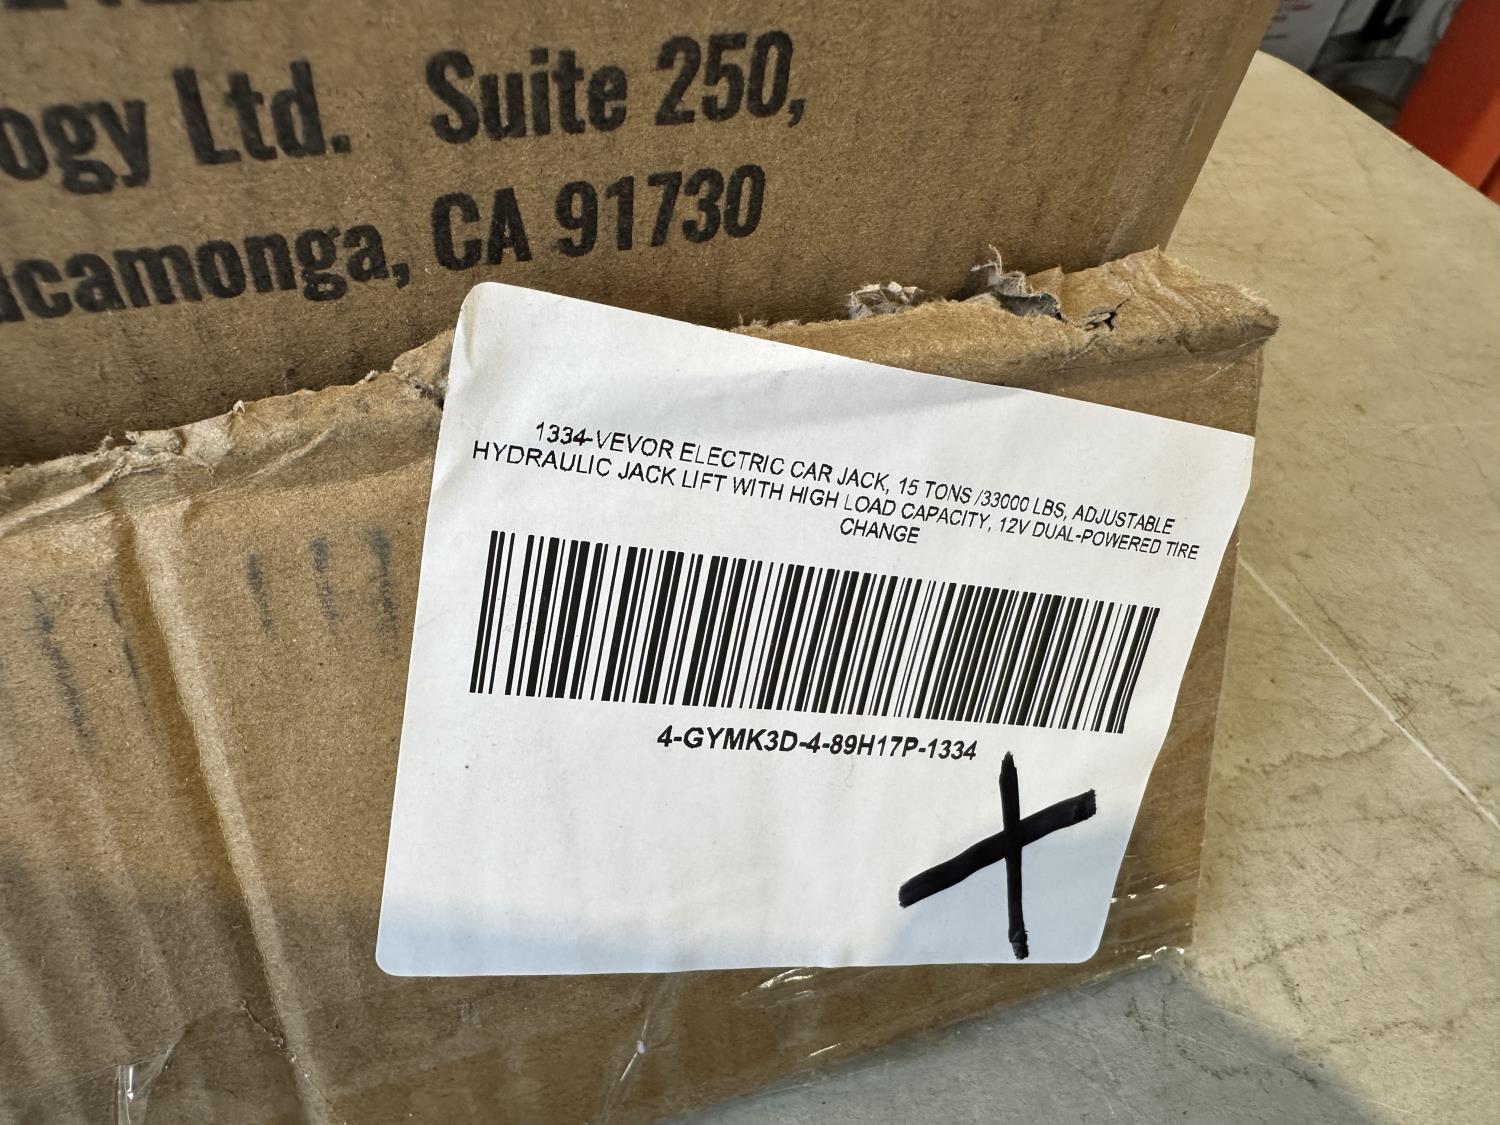 ogy Ltd. Suite 250,
camonga, CA 91730
1334-VEVOR ELECTRIC CAR JACK, 15 TONS /33000 LBS, ADJUSTABLE
HYDRAULIC JACK LIFT WITH HIGH LOAD CAPACITY, 12V DUAL-POWERED TIRE
CHANGE
4-GYMK3D-4-89H17P-1334